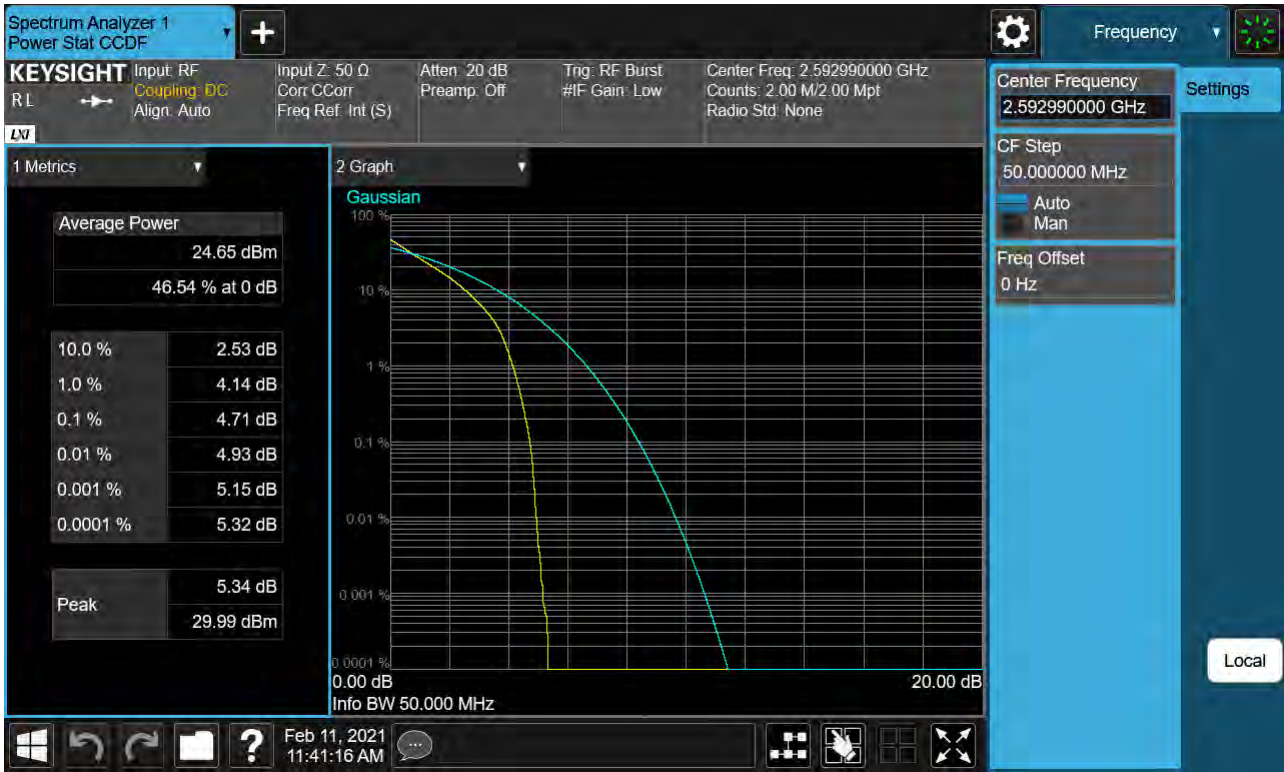 Spectrum Analyzer 1
Power Stat CCDF
+
Frequency
KEYSIGHT
RL
LXI
Input: RF
Coupling: DC
Align: Auto
Input Z: 50 Ω
Corr CCorr
Freq Ref: Int (S)
Atten: 20 dB
Preamp: Off
Trig: RF Burst
#IF Gain: Low
Center Freq: 2.592990000 GHz
Counts: 2.00 M/2.00 Mpt
Radio Std: None
Center Frequency
2.592990000 GHz
Settings
CF Step
50.000000 MHz
Auto
Man
Freq Offset
0 Hz
1 Metrics
Average Power
24.65 dBm
46.54 % at 0 dB
10.0 % 2.53 dB
1.0 % 4.14 dB
0.1 % 4.71 dB
0.01 % 4.93 dB
0.001 % 5.15 dB
0.0001 % 5.32 dB
Peak
5.34 dB
29.99 dBm
2 Graph
Gaussian
100 %
10 %
1 %
0.1 %
0.01 %
0.001 %
0.0001 %
0.00 dB 20.00 dB
Info BW 50.000 MHz
Local
?
Feb 11, 2021
11:41:16 AM